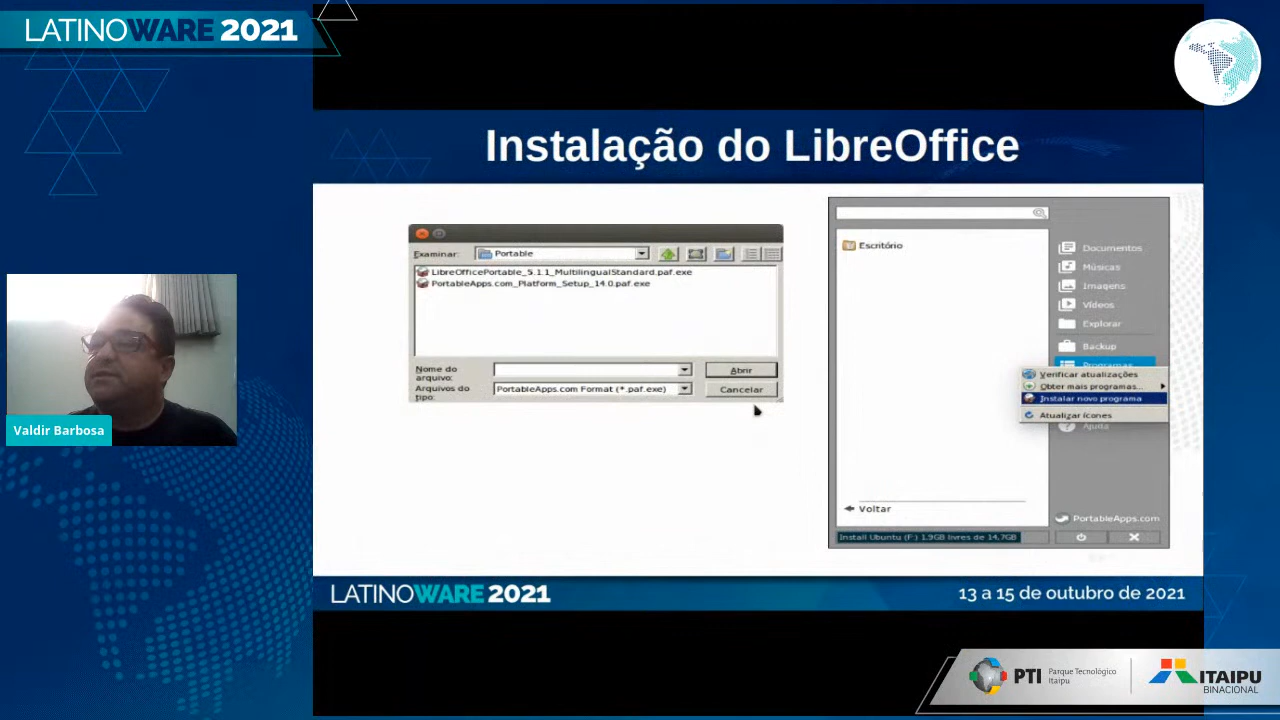 LATINOWARE 2021
Instalação do LibreOffice
Examinar:
Portable
LibreOfficePortable_5.1.1_MultilingualStandard.paf.exe
PortableApps.com_Platform_Setup_14.0.paf.exe
Nome do
arquivo:
Abrir
Arquivos do
tipo:
PortableApps.com Format (*.paf.exe)
Cancelar
Escritório
Documentos
Músicas
Imagens
Vídeos
Explorar
Backup
Programas
Verificar atualizações
Obter mais programas...
Instalar novo programa
Atualizar ícones
Ajuda
Voltar
PortableApps.com
Install Ubuntu (F:) 1.9GB livres de 14.7GB
Valdir Barbosa
LATINOWARE 2021
13 a 15 de outubro de 2021
PTI
Parque Tecnológico
Itaipu
ITAIPU
BINACIONAL